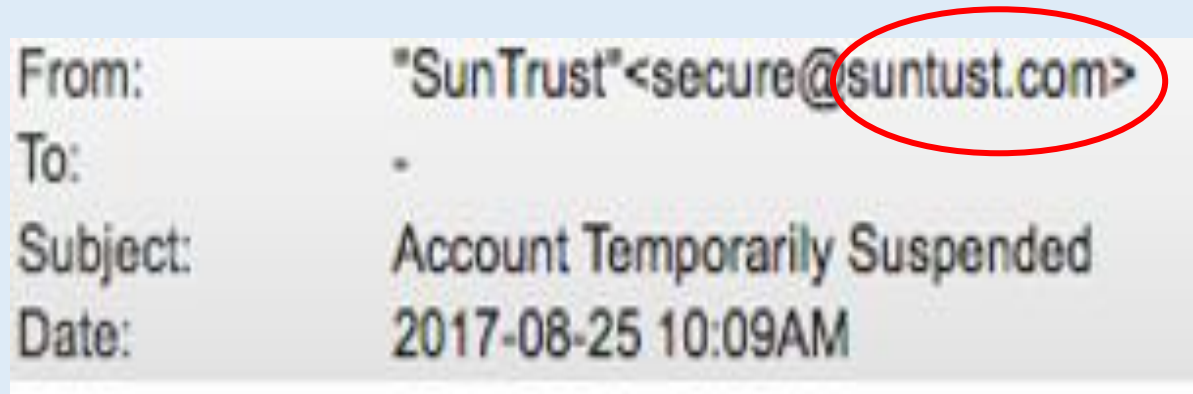 From: "SunTrust"<secure@suntust.com>
To: -
Subject: Account Temporarily Suspended
Date: 2017-08-25 10:09AM